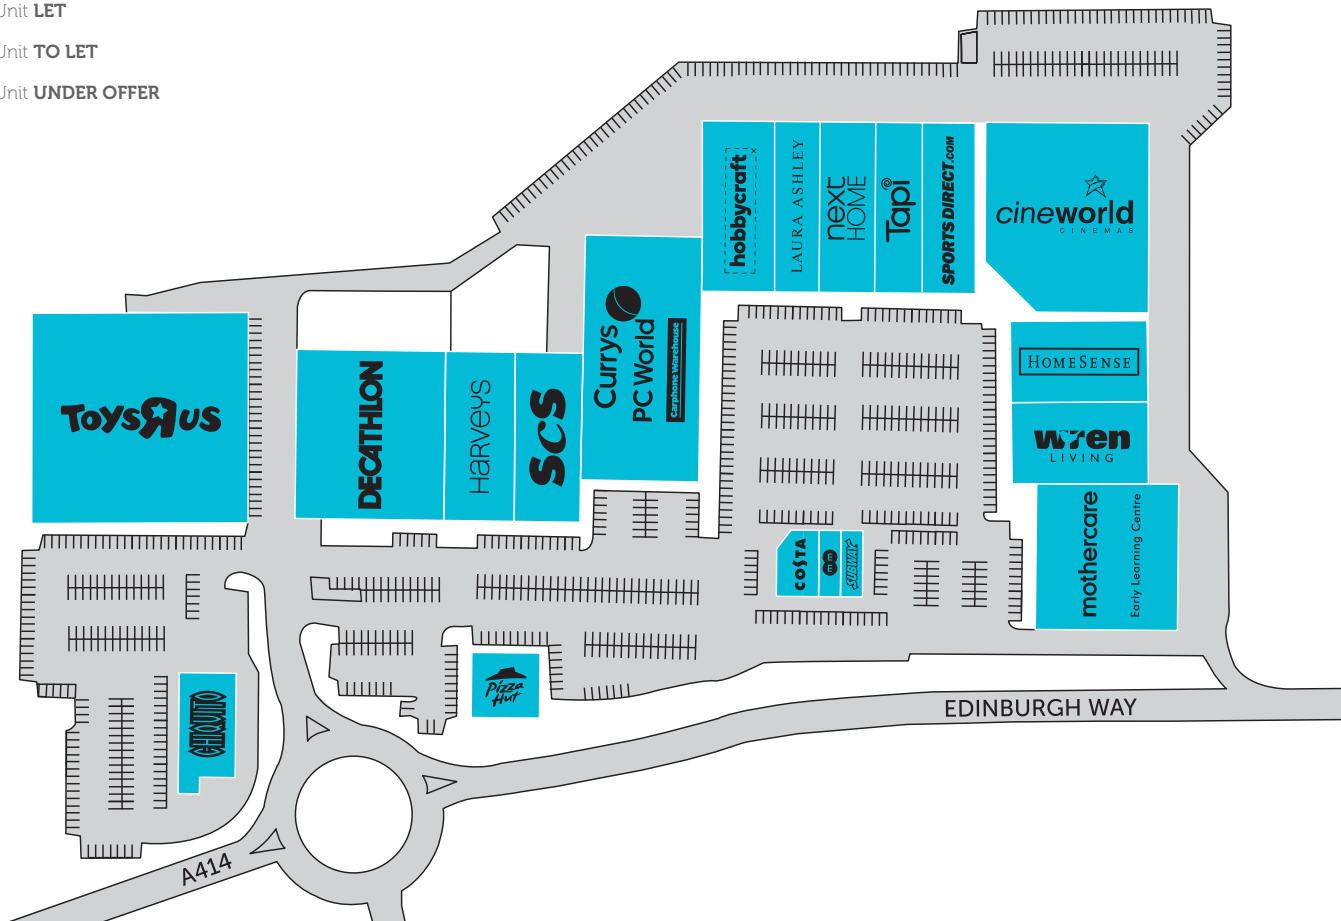 Unit LET
Unit TO LET
Unit UNDER OFFER
hobbycraft
LAURA ASHLEY
next
HOME
Tapi
SPORTS DIRECT.COM
cineworld
CINEMAS
HOMESENSE
wren
LIVING
mothercare
Early Learning Centre
Currys
PC World
Carphone Warehouse
TOYS R US
DECATHLON
HARVEYS
SCS
COSTA
EE
SUBWAY
Pizza
Hut
CHIQUITO
EDINBURGH WAY
A414